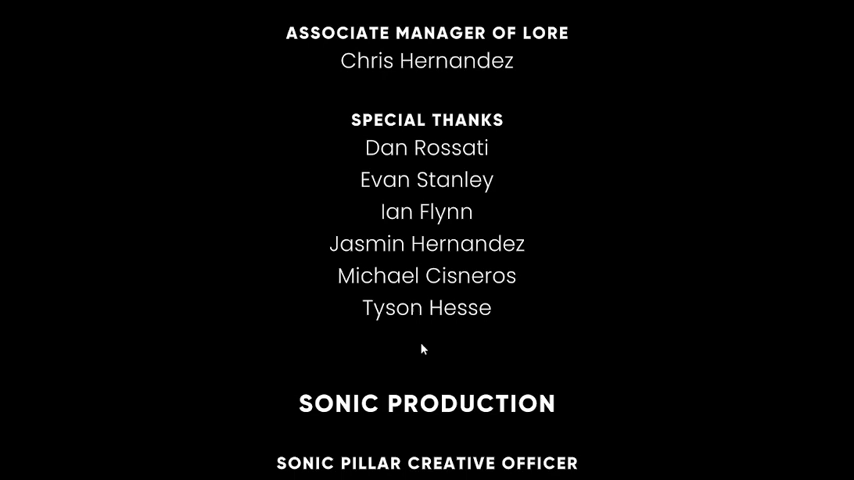 ASSOCIATE MANAGER OF LORE
Chris Hernandez
SPECIAL THANKS
Dan Rossati
Evan Stanley
Ian Flynn
Jasmin Hernandez
Michael Cisneros
Tyson Hesse
SONIC PRODUCTION
SONIC PILLAR CREATIVE OFFICER